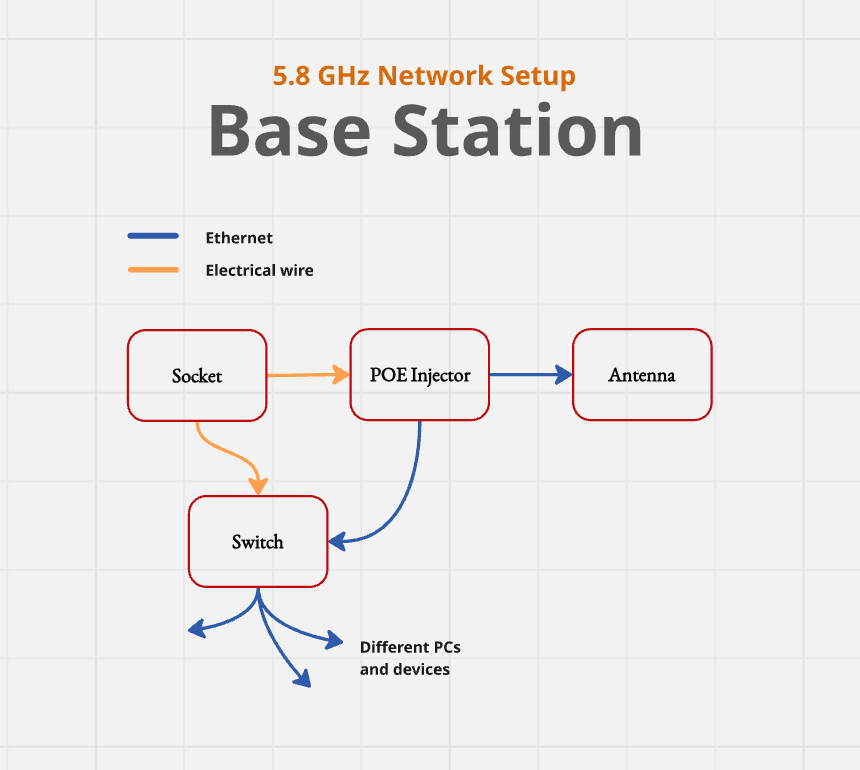 5.8 GHz Network Setup
Base Station
Ethernet
Electrical wire
Socket
POE Injector
Antenna
Switch
Different PCs
and devices